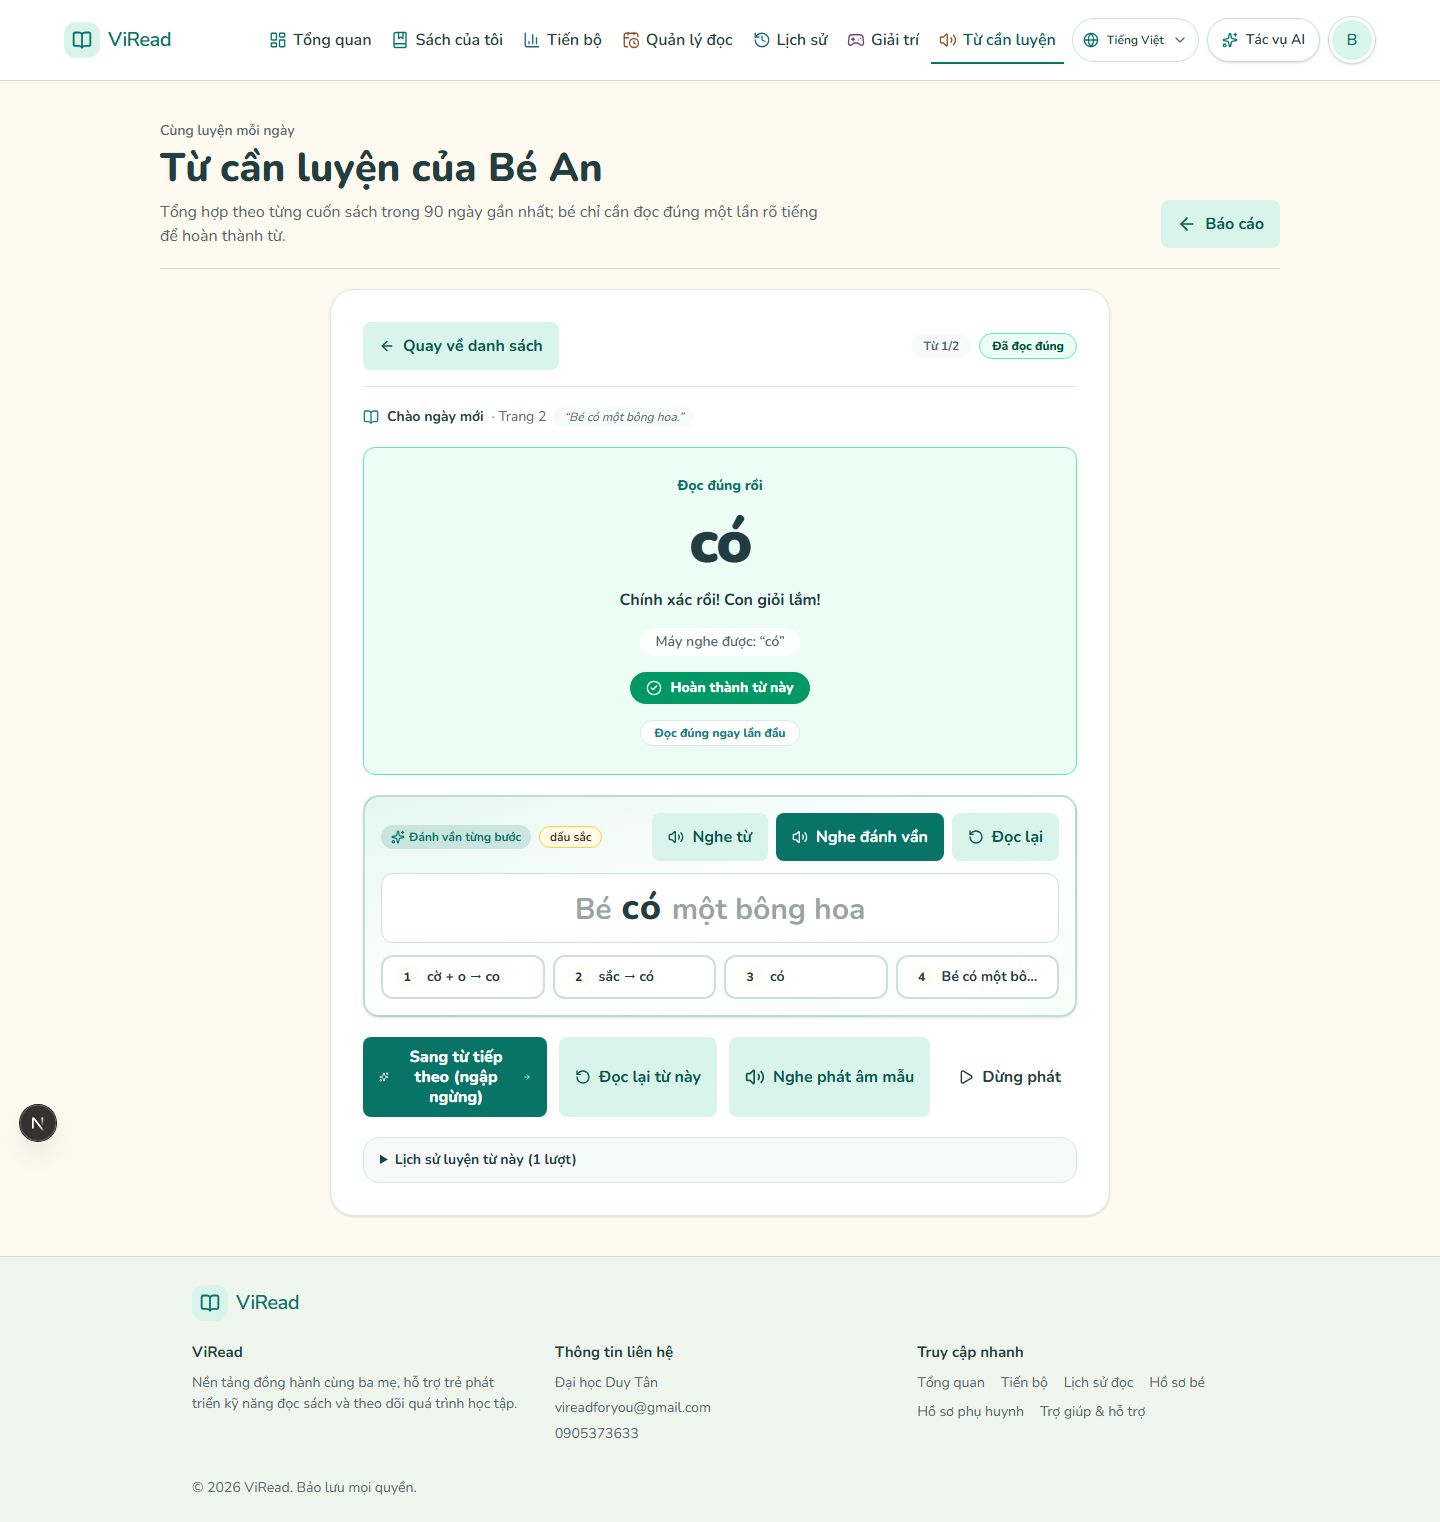 ViRead
Tổng quan
Sách của tôi
Tiến bộ
Quản lý đọc
Lịch sử
Giải trí
Từ cần luyện
Tiếng Việt
Tác vụ AI
B
Cùng luyện mỗi ngày
Từ cần luyện của Bé An
Tổng hợp theo từng cuốn sách trong 90 ngày gần nhất; bé chỉ cần đọc đúng một lần rõ tiếng
để hoàn thành từ.
Báo cáo
Quay về danh sách
Từ 1/2
Đã đọc đúng
Chào ngày mới · Trang 2 “Bé có một bông hoa.”
Đọc đúng rồi
có
Chính xác rồi! Con giỏi lắm!
Máy nghe được: “có”
Hoàn thành từ này
Đọc đúng ngay lần đầu
Đánh vần từng bước
dấu sắc
Nghe từ
Nghe đánh vần
Đọc lại
Bé có một bông hoa
1 cờ + o → co
2 sắc → có
3 có
4 Bé có một bô...
Sang từ tiếp
theo (ngập
ngừng)
Đọc lại từ này
Nghe phát âm mẫu
Dừng phát
N
Lịch sử luyện từ này (1 lượt)
ViRead
ViRead
Nền tảng đồng hành cùng ba mẹ, hỗ trợ trẻ phát
triển kỹ năng đọc sách và theo dõi quá trình học tập.
Thông tin liên hệ
Đại học Duy Tân
vireadforyou@gmail.com
0905373633
Truy cập nhanh
Tổng quan Tiến bộ Lịch sử đọc Hồ sơ bé
Hồ sơ phụ huynh Trợ giúp & hỗ trợ
© 2026 ViRead. Bảo lưu mọi quyền.